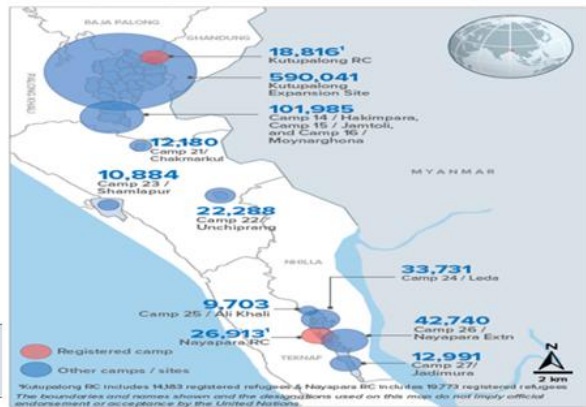 BAJA PALONG
GHANDUNG
18,816¹
Kutupalong RC
590,041
Kutupalong
Expansion Site
PALONG KHALI
101,985
Camp 14 / Hakimpara,
Camp 15 / Jamtoli,
and Camp 16 /
Moynarghona
12,180
Camp 21/
Chakmarkul
MYANMAR
10,884
Camp 23 /
Shamlapur
22,288
Camp 22/
Unchiprang
NHILLA
33,731
Camp 24 / Leda
9,703
Camp 25 / Ali Khali
26,913¹
Nayapara RC
42,740
Camp 26 /
Nayapara Extn
TEKNAF
12,991
Camp 27/
Jadimura
Registered camp
Other camps / sites
N
2 km
¹Kutupalong RC includes 14,183 registered refugees & Nayapara RC includes 19,773 registered refugees
The boundaries and names shown and the designations used on this map do not imply official
endorsement or acceptance by the United Nations.